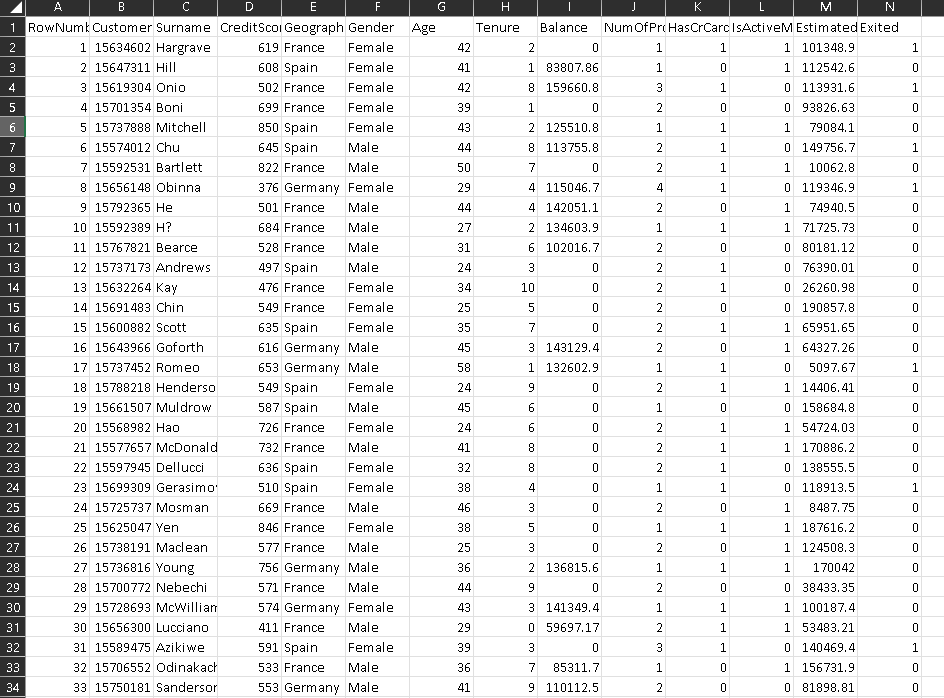 A B C D E F G H I J K L M N
1 RowNumb Customer Surname CreditScor Geograph Gender Age Tenure Balance NumOfPro HasCrCard IsActiveM Estimated Exited
2 1 15634602 Hargrave 619 France Female 42 2 0 1 1 1 101348.9 1
3 2 15647311 Hill 608 Spain Female 41 1 83807.86 1 0 1 112542.6 0
4 3 15619304 Onio 502 France Female 42 8 159660.8 3 1 0 113931.6 1
5 4 15701354 Boni 699 France Female 39 1 0 2 0 0 93826.63 0
6 5 15737888 Mitchell 850 Spain Female 43 2 125510.8 1 1 1 79084.1 0
7 6 15574012 Chu 645 Spain Male 44 8 113755.8 2 1 0 149756.7 1
8 7 15592531 Bartlett 822 France Male 50 7 0 2 1 1 10062.8 0
9 8 15656148 Obinna 376 Germany Female 29 4 115046.7 4 1 0 119346.9 1
10 9 15792365 He 501 France Male 44 4 142051.1 2 0 1 74940.5 0
11 10 15592389 H? 684 France Male 27 2 134603.9 1 1 1 71725.73 0
12 11 15767821 Bearce 528 France Male 31 6 102016.7 2 0 0 80181.12 0
13 12 15737173 Andrews 497 Spain Male 24 3 0 2 1 0 76390.01 0
14 13 15632264 Kay 476 France Female 34 10 0 2 1 0 26260.98 0
15 14 15691483 Chin 549 France Female 25 5 0 2 0 0 190857.8 0
16 15 15600882 Scott 635 Spain Female 35 7 0 2 1 1 65951.65 0
17 16 15643966 Goforth 616 Germany Male 45 3 143129.4 2 0 1 64327.26 0
18 17 15737452 Romeo 653 Germany Male 58 1 132602.9 1 1 0 5097.67 1
19 18 15788218 Henderso 549 Spain Female 24 9 0 2 1 1 14406.41 0
20 19 15661507 Muldrow 587 Spain Male 45 6 0 1 0 0 158684.8 0
21 20 15568982 Hao 726 France Female 24 6 0 2 1 1 54724.03 0
22 21 15577657 McDonald 732 France Male 41 8 0 2 1 1 170886.2 0
23 22 15597945 Dellucci 636 Spain Female 32 8 0 2 1 0 138555.5 0
24 23 15699309 Gerasimo 510 Spain Female 38 4 0 1 1 0 118913.5 1
25 24 15725737 Mosman 669 France Male 46 3 0 2 0 1 8487.75 0
26 25 15625047 Yen 846 France Female 38 5 0 1 1 1 187616.2 0
27 26 15738191 Maclean 577 France Male 25 3 0 2 0 1 124508.3 0
28 27 15736816 Young 756 Germany Male 36 2 136815.6 1 1 1 170042 0
29 28 15700772 Nebechi 571 France Male 44 9 0 2 0 0 38433.35 0
30 29 15728693 McWilliam 574 Germany Female 43 3 141349.4 1 1 1 100187.4 0
31 30 15656300 Lucciano 411 France Male 29 0 59697.17 2 1 1 53483.21 0
32 31 15589475 Azikiwe 591 Spain Female 39 3 0 3 1 0 140469.4 1
33 32 15706552 Odinakach 533 France Male 36 7 85311.7 1 0 1 156731.9 0
34 33 15750181 Sanderson 553 Germany Male 41 9 110112.5 2 0 0 81898.81 0